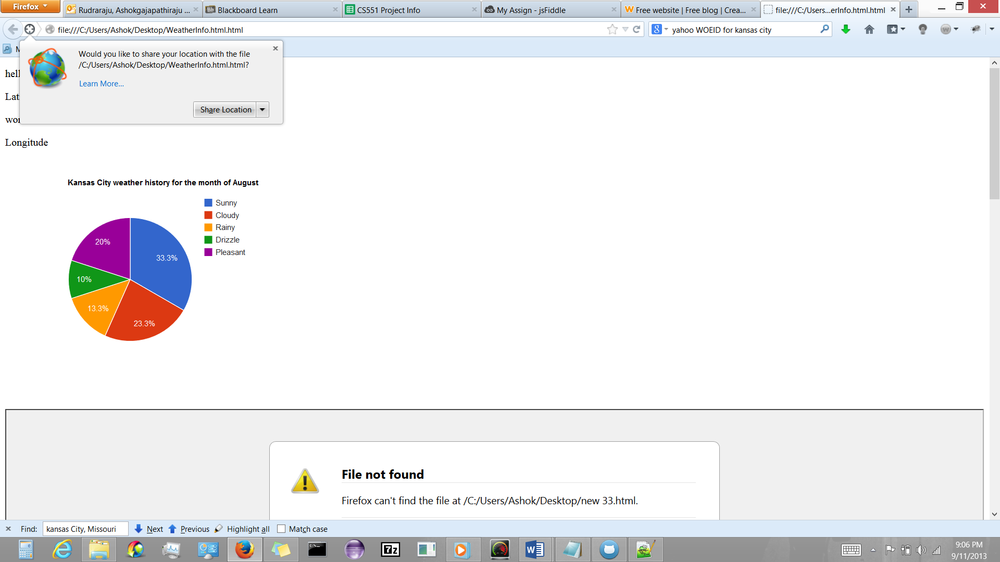 Firefox
Rudraraju, Ashokgajapathiraju ...
Blackboard Learn
CS551 Project Info
My Assign - jsFiddle
Free website | Free blog | Crea...
file:///C:/Users...erInfo.html.html
file:///C:/Users/Ashok/Desktop/WeatherInfo.html.html
yahoo WOEID for kansas city
M
Would you like to share your location with the file
/C:/Users/Ashok/Desktop/WeatherInfo.html.html?
Learn More...
Share Location
hell
Lat
wor
Longitude
Kansas City weather history for the month of August
Sunny
Cloudy
Rainy
Drizzle
Pleasant
20%
33.3%
10%
13.3%
23.3%
File not found
Firefox can't find the file at /C:/Users/Ashok/Desktop/new 33.html.
Find: kansas City, Missouri Next Previous Highlight all Match case
9:06 PM
9/11/2013